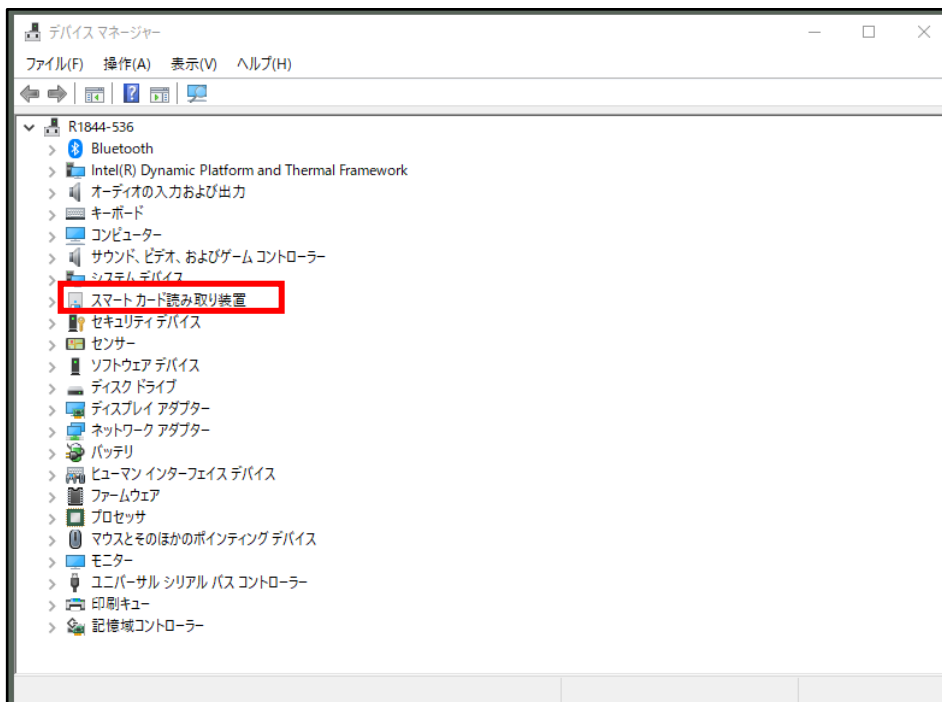 デバイス マネージャー
ファイル(F) 操作(A) 表示(V) ヘルプ(H)
R1844-536
Bluetooth
Intel(R) Dynamic Platform and Thermal Framework
オーディオの入力および出力
キーボード
コンピューター
サウンド、ビデオ、およびゲーム コントローラー
システム デバイス
スマート カード読み取り装置
セキュリティ デバイス
センサー
ソフトウェア デバイス
ディスク ドライブ
ディスプレイ アダプター
ネットワーク アダプター
バッテリ
ヒューマン インターフェイス デバイス
ファームウェア
プロセッサ
マウスとそのほかのポインティング デバイス
モニター
ユニバーサル シリアル バス コントローラー
印刷キュー
記憶域コントローラー